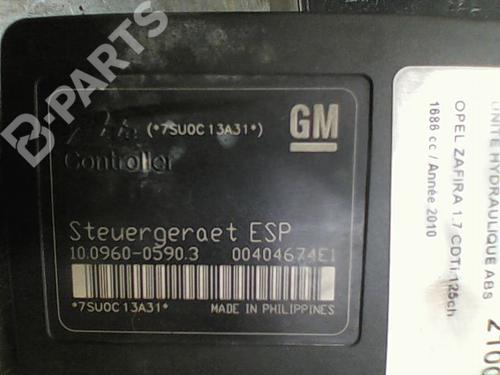 B-PARTS
Ate (*7SU0C13A31*)
GM
Controller
Steuergeraet ESP
10.0960-0590.3 00404674E1
*7SU0C13A31*
MADE IN PHILIPPINES
UNITE HYDRAULIQUE ABS
OPEL ZAFIRA 1.7 CDTi 125ch
1686 cc / Année 2010